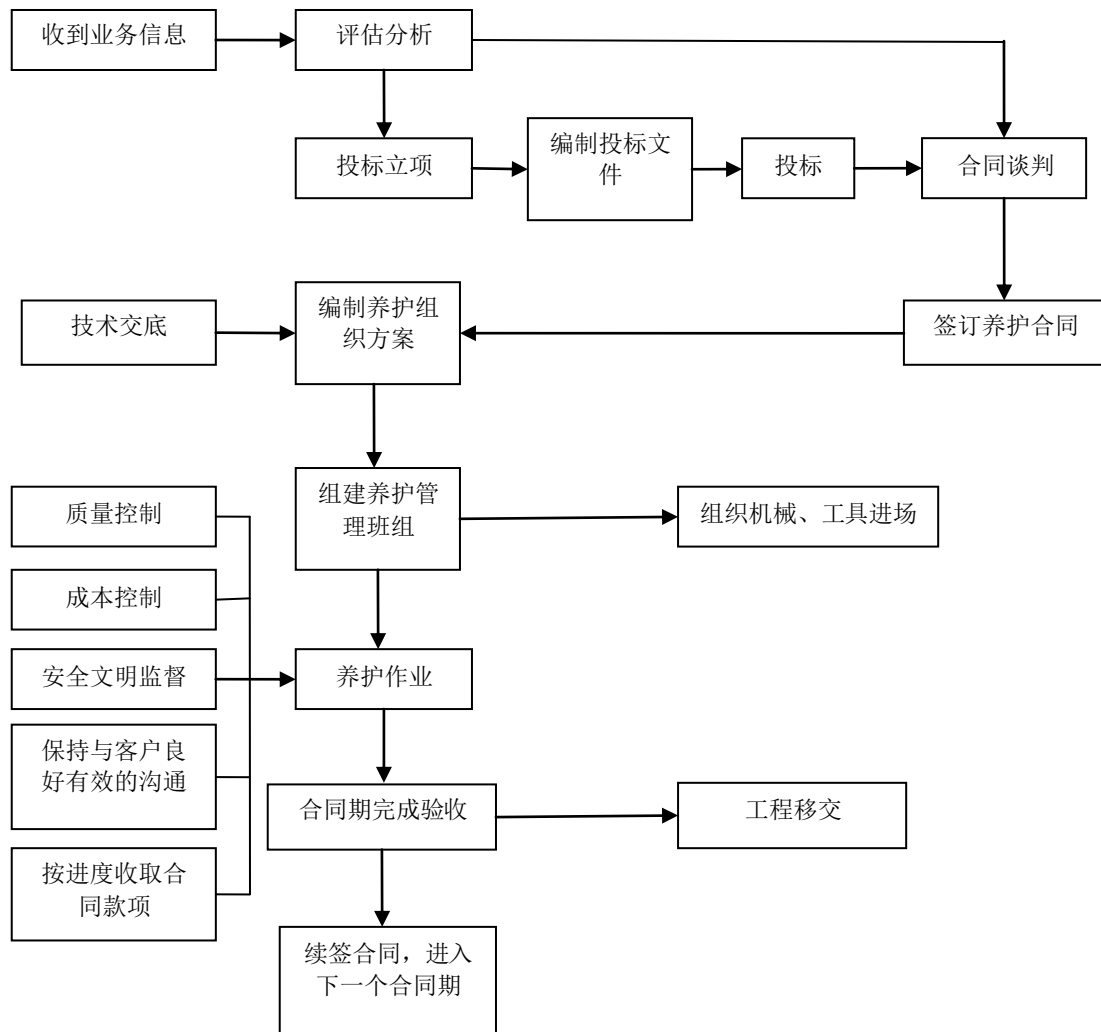 收到业务信息
评估分析
投标立项
编制投标文
件
投标
合同谈判
技术交底
编制养护组
织方案
签订养护合同
质量控制
组建养护管
理班组
组织机械、工具进场
成本控制
安全文明监督
养护作业
保持与客户良
好有效的沟通
合同期完成验收
工程移交
按进度收取合
同款项
续签合同，进入
下一个合同期